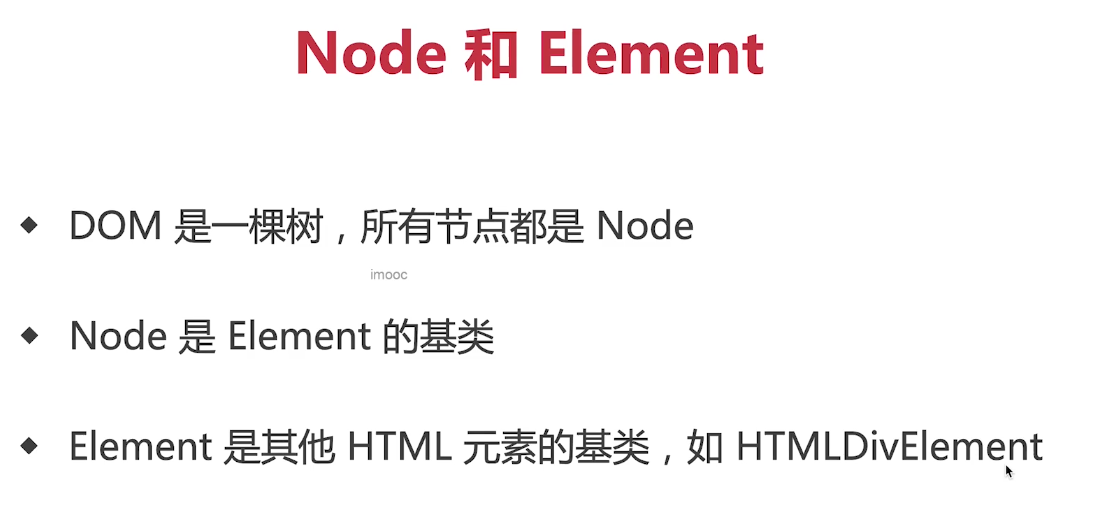 Node 和 Element
DOM 是一棵树，所有节点都是 Node
imooc
Node 是 Element 的基类
Element 是其他 HTML 元素的基类，如 HTMLDivElement